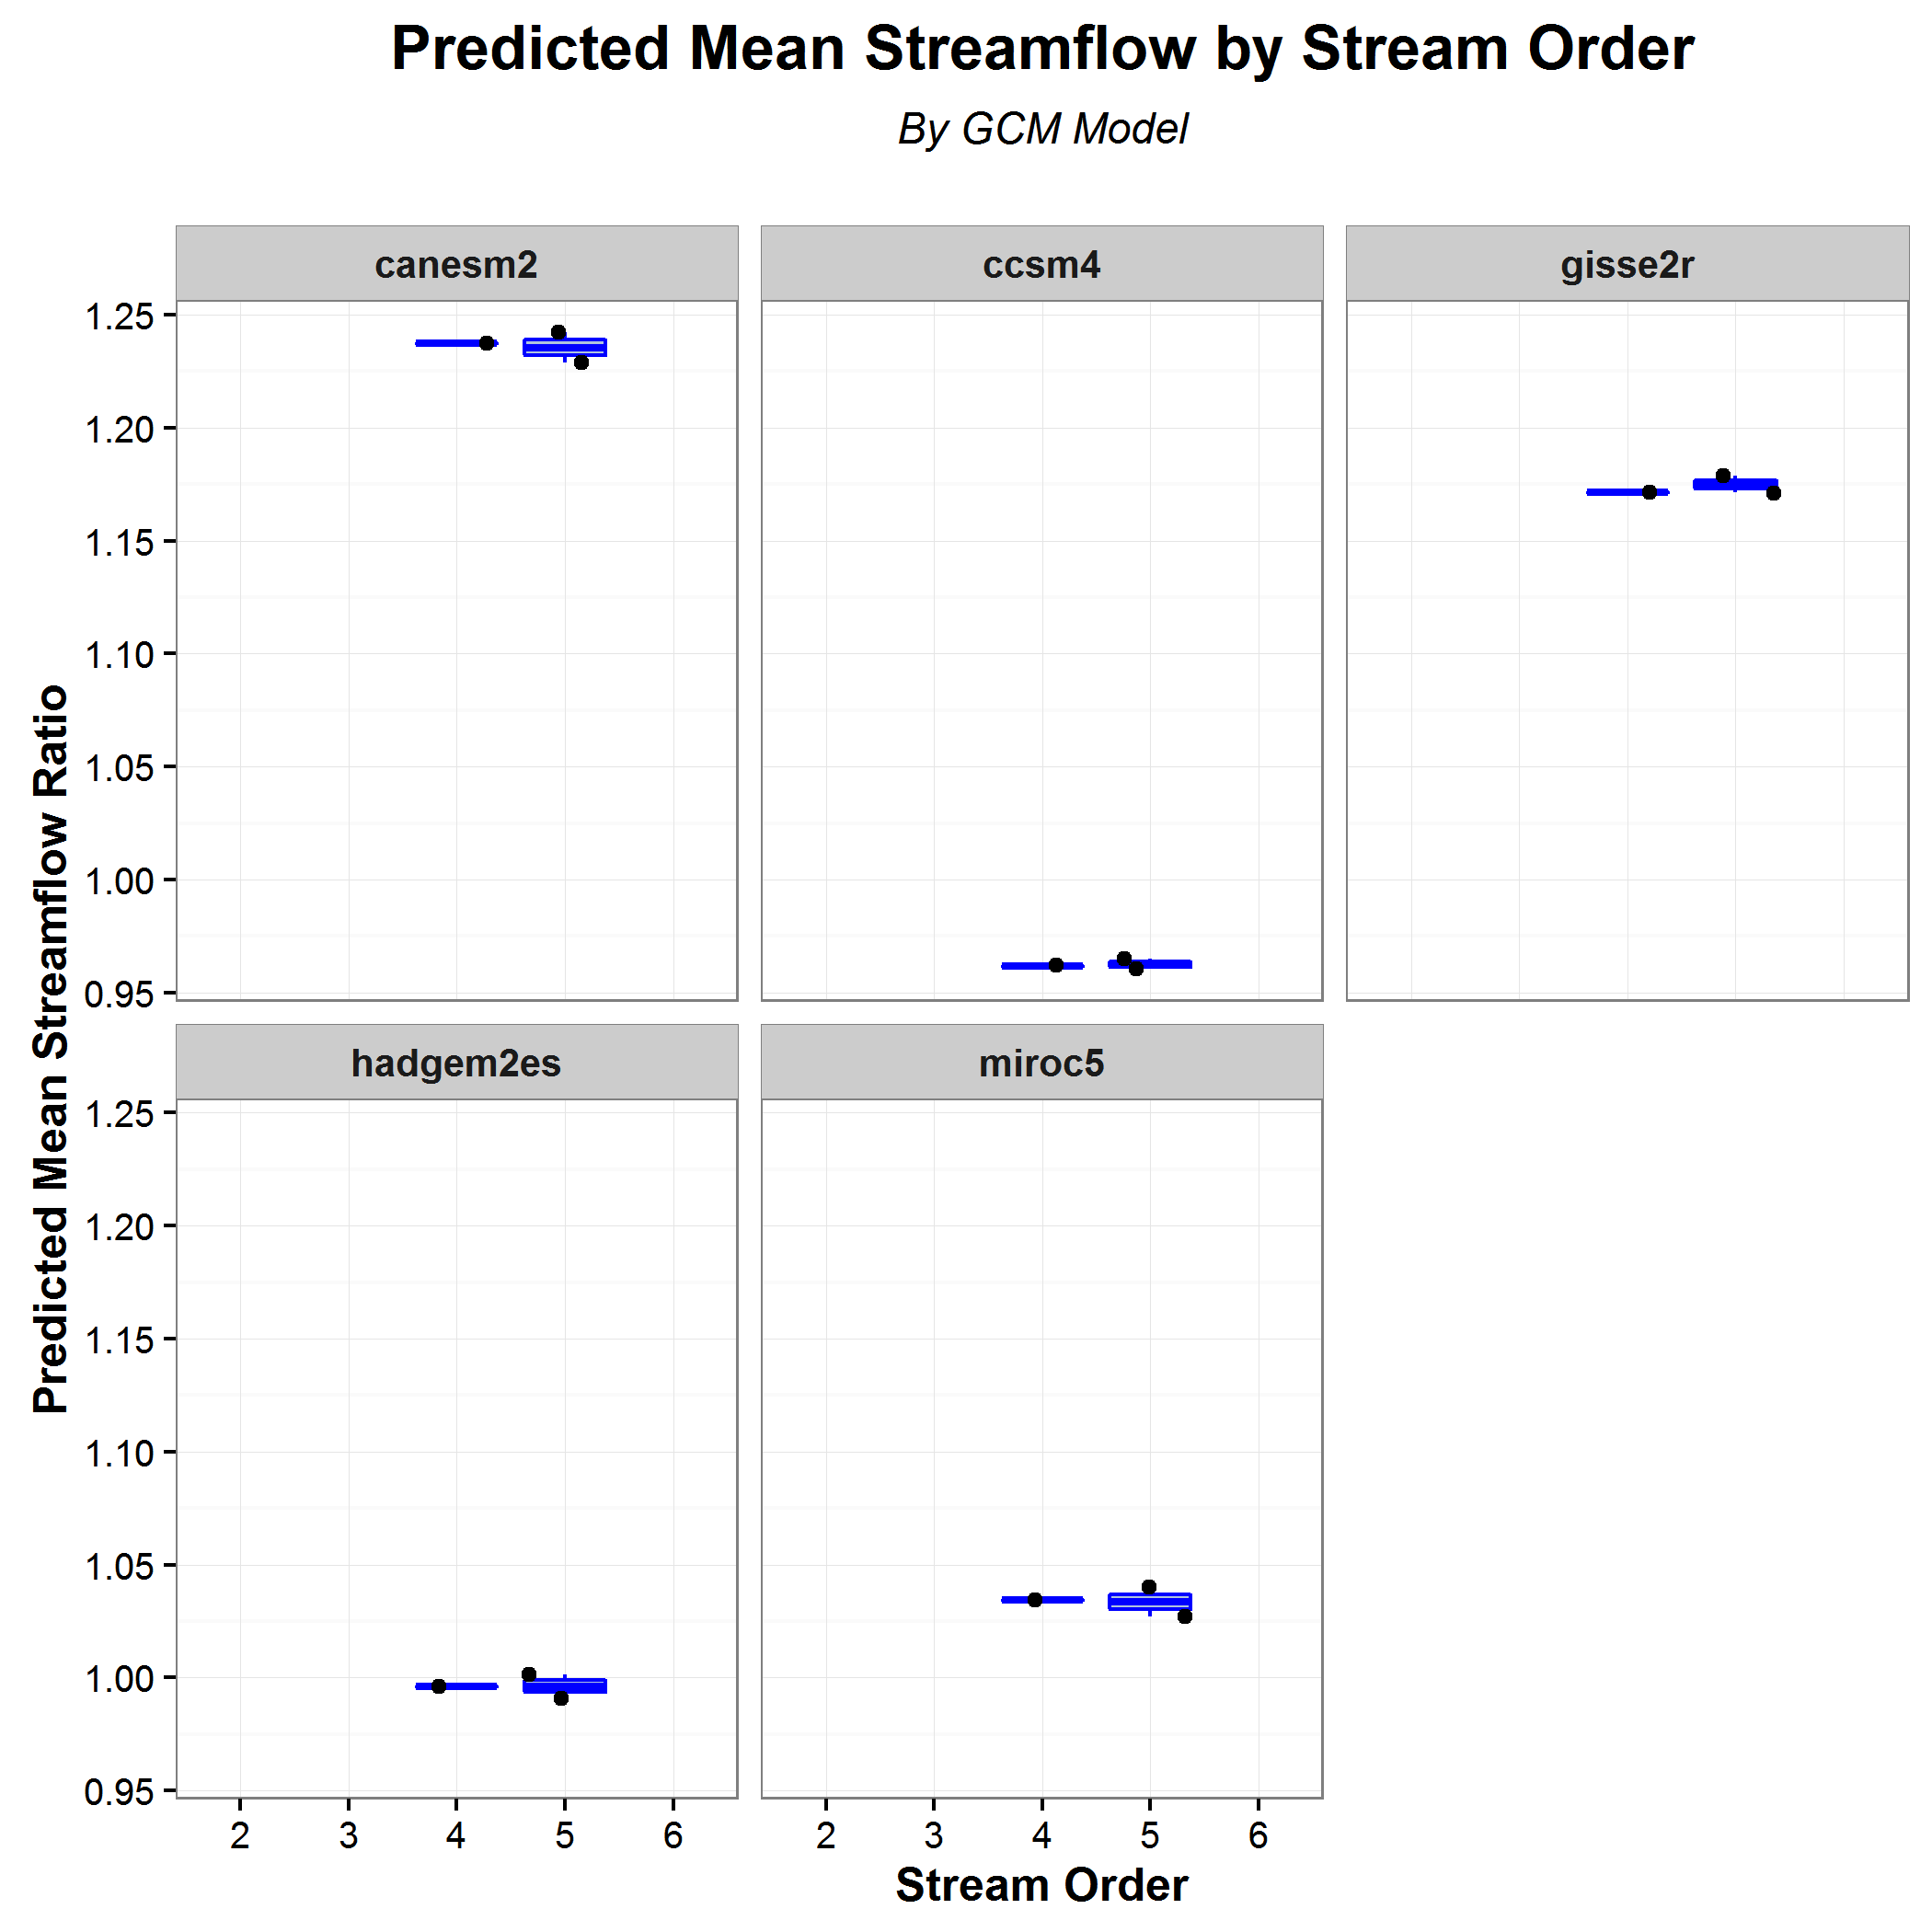 Predicted Mean Streamflow by Stream Order
By GCM Model
canesm2
ccsm4
gisse2r
1.25
1.20
1.15
1.10
1.05
1.00
0.95
hadgem2es
miroc5
1.25
1.20
1.15
1.10
1.05
1.00
0.95
2 3 4 5 6
2 3 4 5 6
Stream Order
Predicted Mean Streamflow Ratio